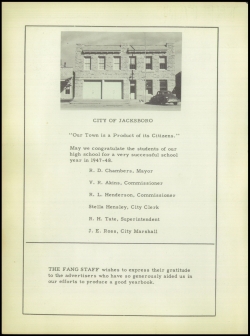 CITY OF JACKSBORO
"Our Town is a Product of its Citizens."
May we congratulate the students of our
high school for a very successful school
year in 1947-48.
B. D. Chambers, Mayor
V. H. Akins, Commissioner
R. L. Henderson, Commissioner
Stella Hensley, City Clerk
R. H. Tate, Superintendent
J. E. Nash, City Marshall
THE FANG STAFF wishes to express their gratitude
to the advertisers who have so generously aided us in
our efforts to produce a good yearbook.